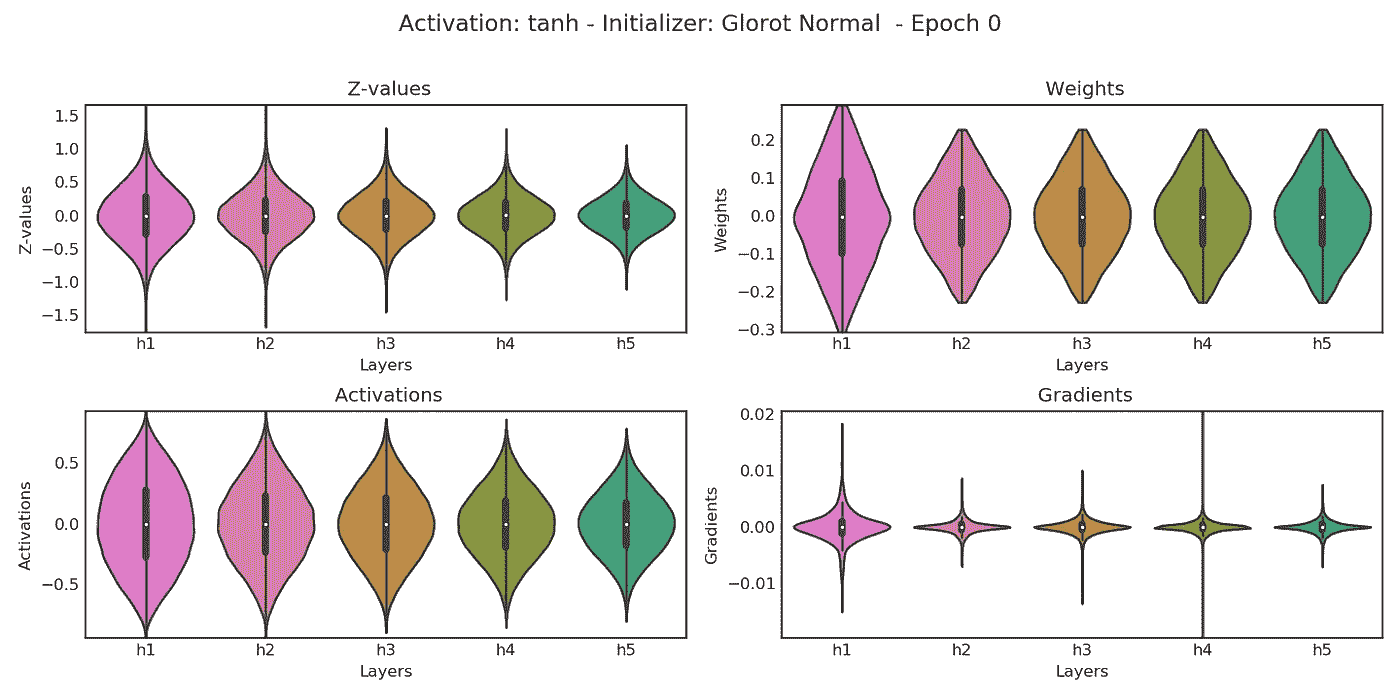 Activation: tanh - Initializer: Glorot Normal - Epoch 0
Z-values
Z-values
1.5
1.0
0.5
0.0
−0.5
−1.0
−1.5
h1 h2 h3 h4 h5
Layers
Weights
Weights
0.2
0.1
0.0
−0.1
−0.2
−0.3
h1 h2 h3 h4 h5
Layers
Activations
Activations
0.5
0.0
−0.5
h1 h2 h3 h4 h5
Layers
Gradients
Gradients
0.02
0.01
0.00
−0.01
h1 h2 h3 h4 h5
Layers